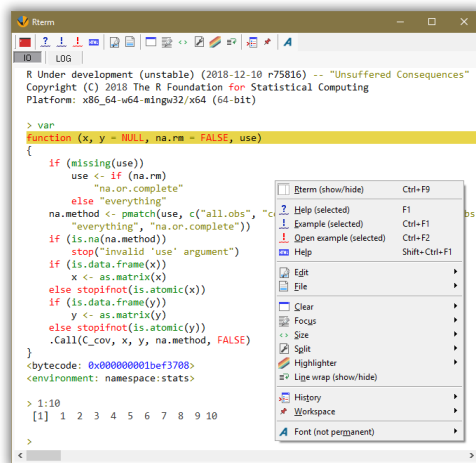 Rterm
IO LOG
R Under development (unstable) (2018-12-10 r75816) -- "Unsuffered Consequences"
Copyright (C) 2018 The R Foundation for Statistical Computing
Platform: x86_64-w64-mingw32/x64 (64-bit)
> var
function (x, y = NULL, na.rm = FALSE, use)
{
if (missing(use))
use <- if (na.rm)
"na.or.complete"
else "everything"
na.method <- pmatch(use, c("all.obs", "co bs
"everything", "na.or.complete"))
if (is.na(na.method))
stop("invalid 'use' argument")
if (is.data.frame(x))
x <- as.matrix(x)
else stopifnot(is.atomic(x))
if (is.data.frame(y))
y <- as.matrix(y)
else stopifnot(is.atomic(y))
.Call(C_cov, x, y, na.method, FALSE)
}
<bytecode: 0x000000001bef3708>
<environment: namespace:stats>
> 1:10
[1] 1 2 3 4 5 6 7 8 9 10
>
Rterm (show/hide) Ctrl+F9
Help (selected) F1
Example (selected) Ctrl+F1
Open example (selected) Ctrl+F2
Help Shift+Ctrl+F1
Edit
File
Clear
Focus
Size
Split
Highlighter
Line wrap (show/hide)
History
Workspace
Font (not permanent)